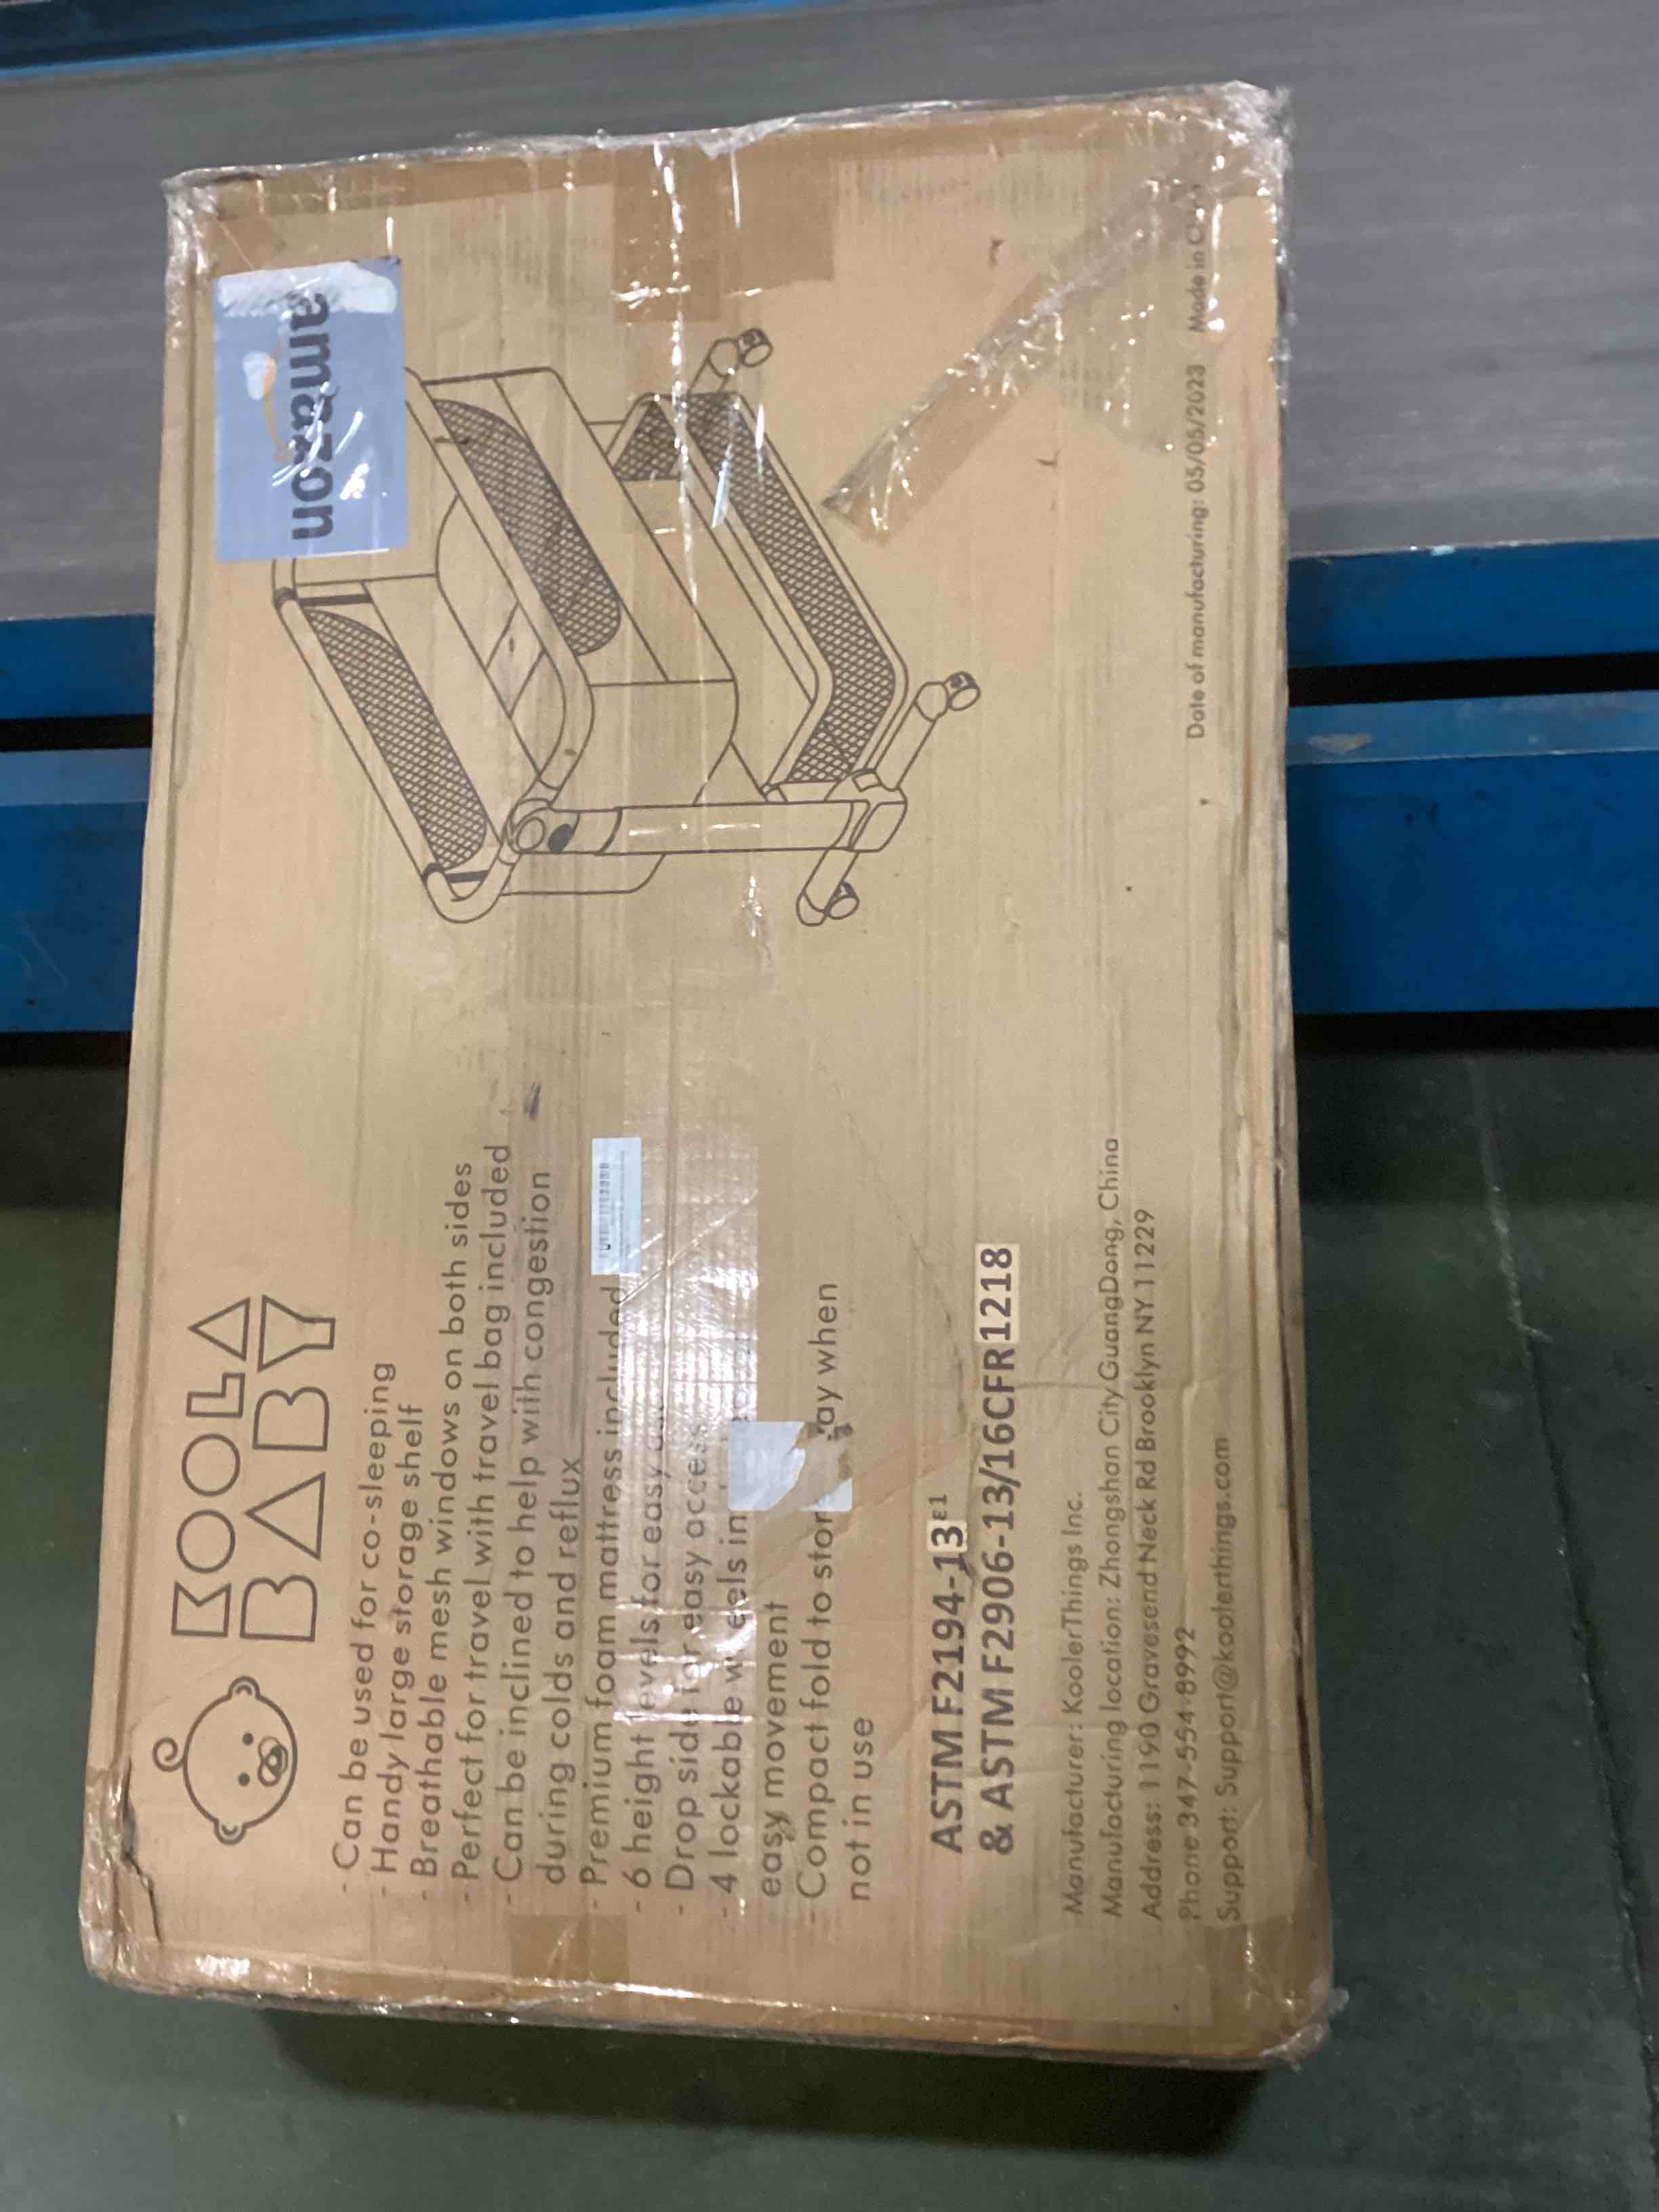 KOOLA
BABY
- Can be used for co-sleeping
- Handy large storage shelf
- Breathable mesh windows on both sides
- Perfect for travel with travel bag included
- Can be inclined to help with congestion
during colds and reflux
- Premium foam mattress included
- 6 height levels for easy
- Drop side for easy access
- 4 lockable wheels
easy movement
- Compact fold to stor ay when
not in use
ASTM F2194-13E1
& ASTM F2906-13/16CFR1218
Manufacturer: KoolerThings Inc.
Manufacturing location: Zhongshan City,GuangDong, China
Address: 1190 Gravesend Neck Rd Brooklyn NY 11229
Phone 347-554-8992
Support: Support@koolerthings.com
amazon
Date of manufacturing: 05/05/2023 Made in